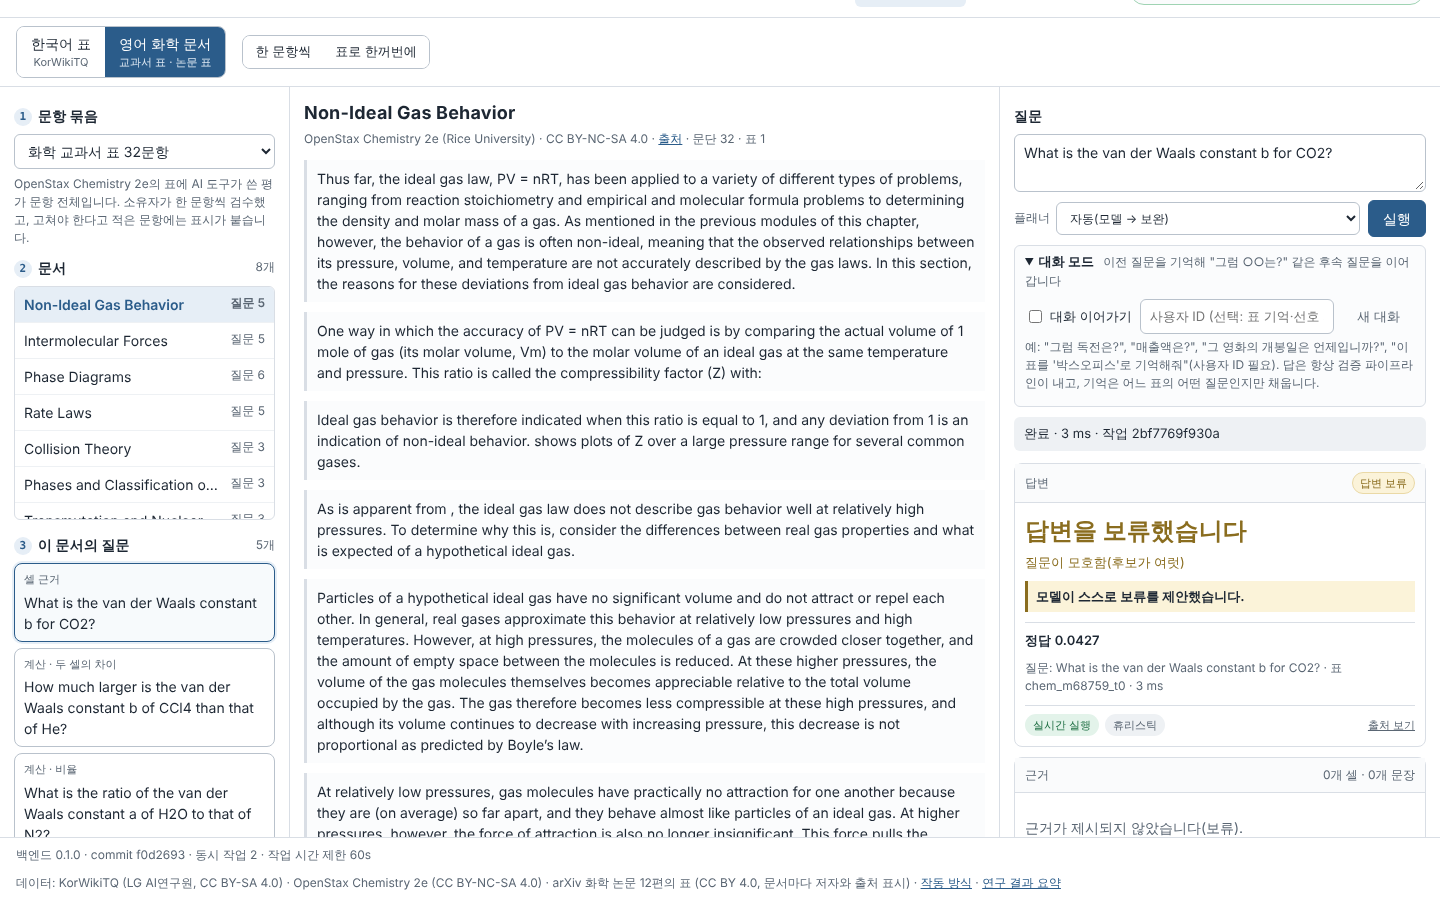 한국어 표
KorWikiTQ
영어 화학 문서
교과서 표 · 논문 표
한 문항씩
표로 한꺼번에
1 문항 묶음
화학 교과서 표 32문항
OpenStax Chemistry 2e의 표에 AI 도구가 쓴 평
가 문항 전체입니다. 소유자가 한 문항씩 검수했
고, 고쳐야 한다고 적은 문항에는 표시가 붙습니
다.
2 문서 8개
Non-Ideal Gas Behavior 질문 5
Intermolecular Forces 질문 5
Phase Diagrams 질문 6
Rate Laws 질문 5
Collision Theory 질문 3
Phases and Classification o... 질문 3
3 이 문서의 질문 5개
셀 근거
What is the van der Waals constant
b for CO2?
계산 · 두 셀의 차이
How much larger is the van der
Waals constant b of CCl4 than that
of He?
계산 · 비율
What is the ratio of the van der
Waals constant a of H2O to that of
N2?
Non-Ideal Gas Behavior
OpenStax Chemistry 2e (Rice University) · CC BY-NC-SA 4.0 · 출처 · 문단 32 · 표 1
Thus far, the ideal gas law, PV = nRT, has been applied to a variety of different types of problems,
ranging from reaction stoichiometry and empirical and molecular formula problems to determining
the density and molar mass of a gas. As mentioned in the previous modules of this chapter,
however, the behavior of a gas is often non-ideal, meaning that the observed relationships between
its pressure, volume, and temperature are not accurately described by the gas laws. In this section,
the reasons for these deviations from ideal gas behavior are considered.
One way in which the accuracy of PV = nRT can be judged is by comparing the actual volume of 1
mole of gas (its molar volume, Vm) to the molar volume of an ideal gas at the same temperature
and pressure. This ratio is called the compressibility factor (Z) with:
Ideal gas behavior is therefore indicated when this ratio is equal to 1, and any deviation from 1 is an
indication of non-ideal behavior. shows plots of Z over a large pressure range for several common
gases.
As is apparent from , the ideal gas law does not describe gas behavior well at relatively high
pressures. To determine why this is, consider the differences between real gas properties and what
is expected of a hypothetical ideal gas.
Particles of a hypothetical ideal gas have no significant volume and do not attract or repel each
other. In general, real gases approximate this behavior at relatively low pressures and high
temperatures. However, at high pressures, the molecules of a gas are crowded closer together, and
the amount of empty space between the molecules is reduced. At these higher pressures, the
volume of the gas molecules themselves becomes appreciable relative to the total volume
occupied by the gas. The gas therefore becomes less compressible at these high pressures, and
although its volume continues to decrease with increasing pressure, this decrease is not
proportional as predicted by Boyle's law.
At relatively low pressures, gas molecules have practically no attraction for one another because
they are (on average) so far apart, and they behave almost like particles of an ideal gas. At higher
pressures, however, the force of attraction is also no longer insignificant. This force pulls the
질문
What is the van der Waals constant b for CO2?
플래너 자동(모델 → 보완) 실행
▼ 대화 모드 이전 질문을 기억해 "그럼 ○○는?" 같은 후속 질문을 이어
갑니다
대화 이어가기 사용자 ID (선택: 표 기억·선호 새 대화
예: "그럼 독전은?", "매출액은?", "그 영화의 개봉일은 언제입니까?", "이
표를 '박스오피스'로 기억해줘"(사용자 ID 필요). 답은 항상 검증 파이프라
인이 내고, 기억은 어느 표의 어떤 질문인지만 채웁니다.
완료 · 3 ms · 작업 2bf7769f930a
답변 답변 보류
답변을 보류했습니다
질문이 모호함(후보가 여럿)
모델이 스스로 보류를 제안했습니다.
정답 0.0427
질문: What is the van der Waals constant b for CO2? · 표
chem_m68759_t0 · 3 ms
실시간 실행 휴리스틱 출처 보기
근거 0개 셀 · 0개 문장
근거가 제시되지 않았습니다(보류).
백엔드 0.1.0 · commit f0d2693 · 동시 작업 2 · 작업 시간 제한 60s
데이터: KorWikiTQ (LG AI연구원, CC BY-SA 4.0) · OpenStax Chemistry 2e (CC BY-NC-SA 4.0) · arXiv 화학 논문 12편의 표 (CC BY 4.0, 문서마다 저자와 출처 표시) · 작동 방식 · 연구 결과 요약